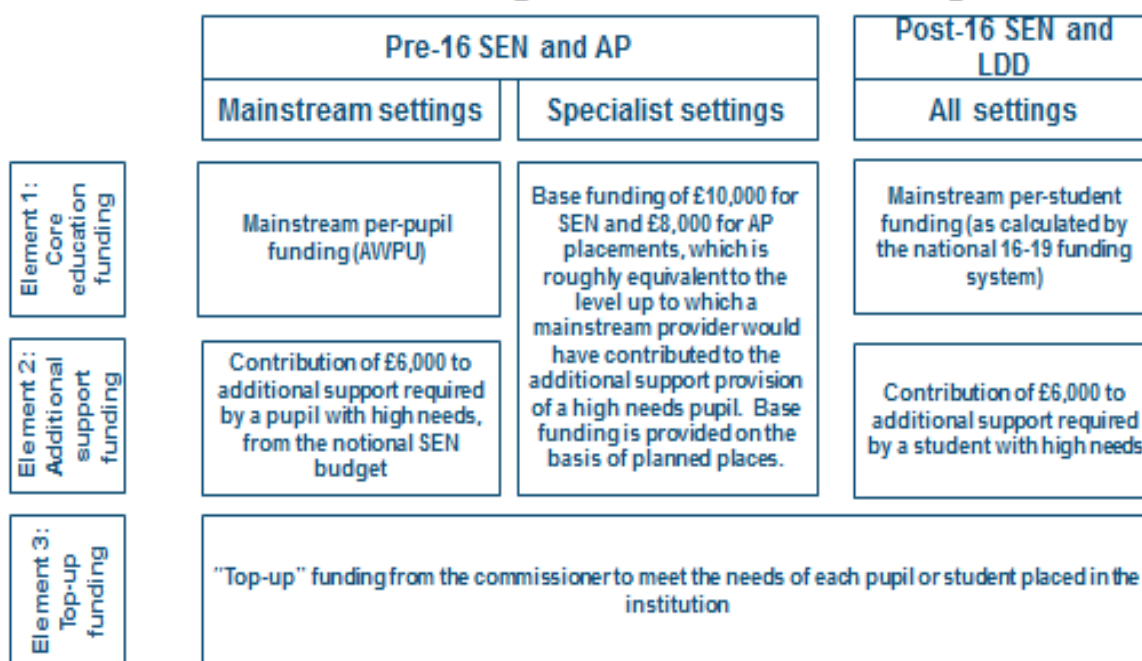 Pre-16 SEN and AP
Post-16 SEN and
LDD
Mainstream settings
Specialist settings
All settings
Element 1:
Core
education
funding
Mainstream per-pupil
funding (AWPU)
Base funding of £10,000 for
SEN and £8,000 for AP
placements, which is
roughly equivalent to the
level up to which a
mainstream provider would
have contributed to the
additional support provision
of a high needs pupil. Base
funding is provided on the
basis of planned places.
Mainstream per-student
funding (as calculated by
the national 16-19 funding
system)
Element 2:
Additional
support
funding
Contribution of £6,000 to
additional support required
by a pupil with high needs,
from the notional SEN
budget
Contribution of £6,000 to
additional support required
by a student with high needs
Element 3:
Top-up
funding
"Top-up" funding from the commissioner to meet the needs of each pupil or student placed in the
institution